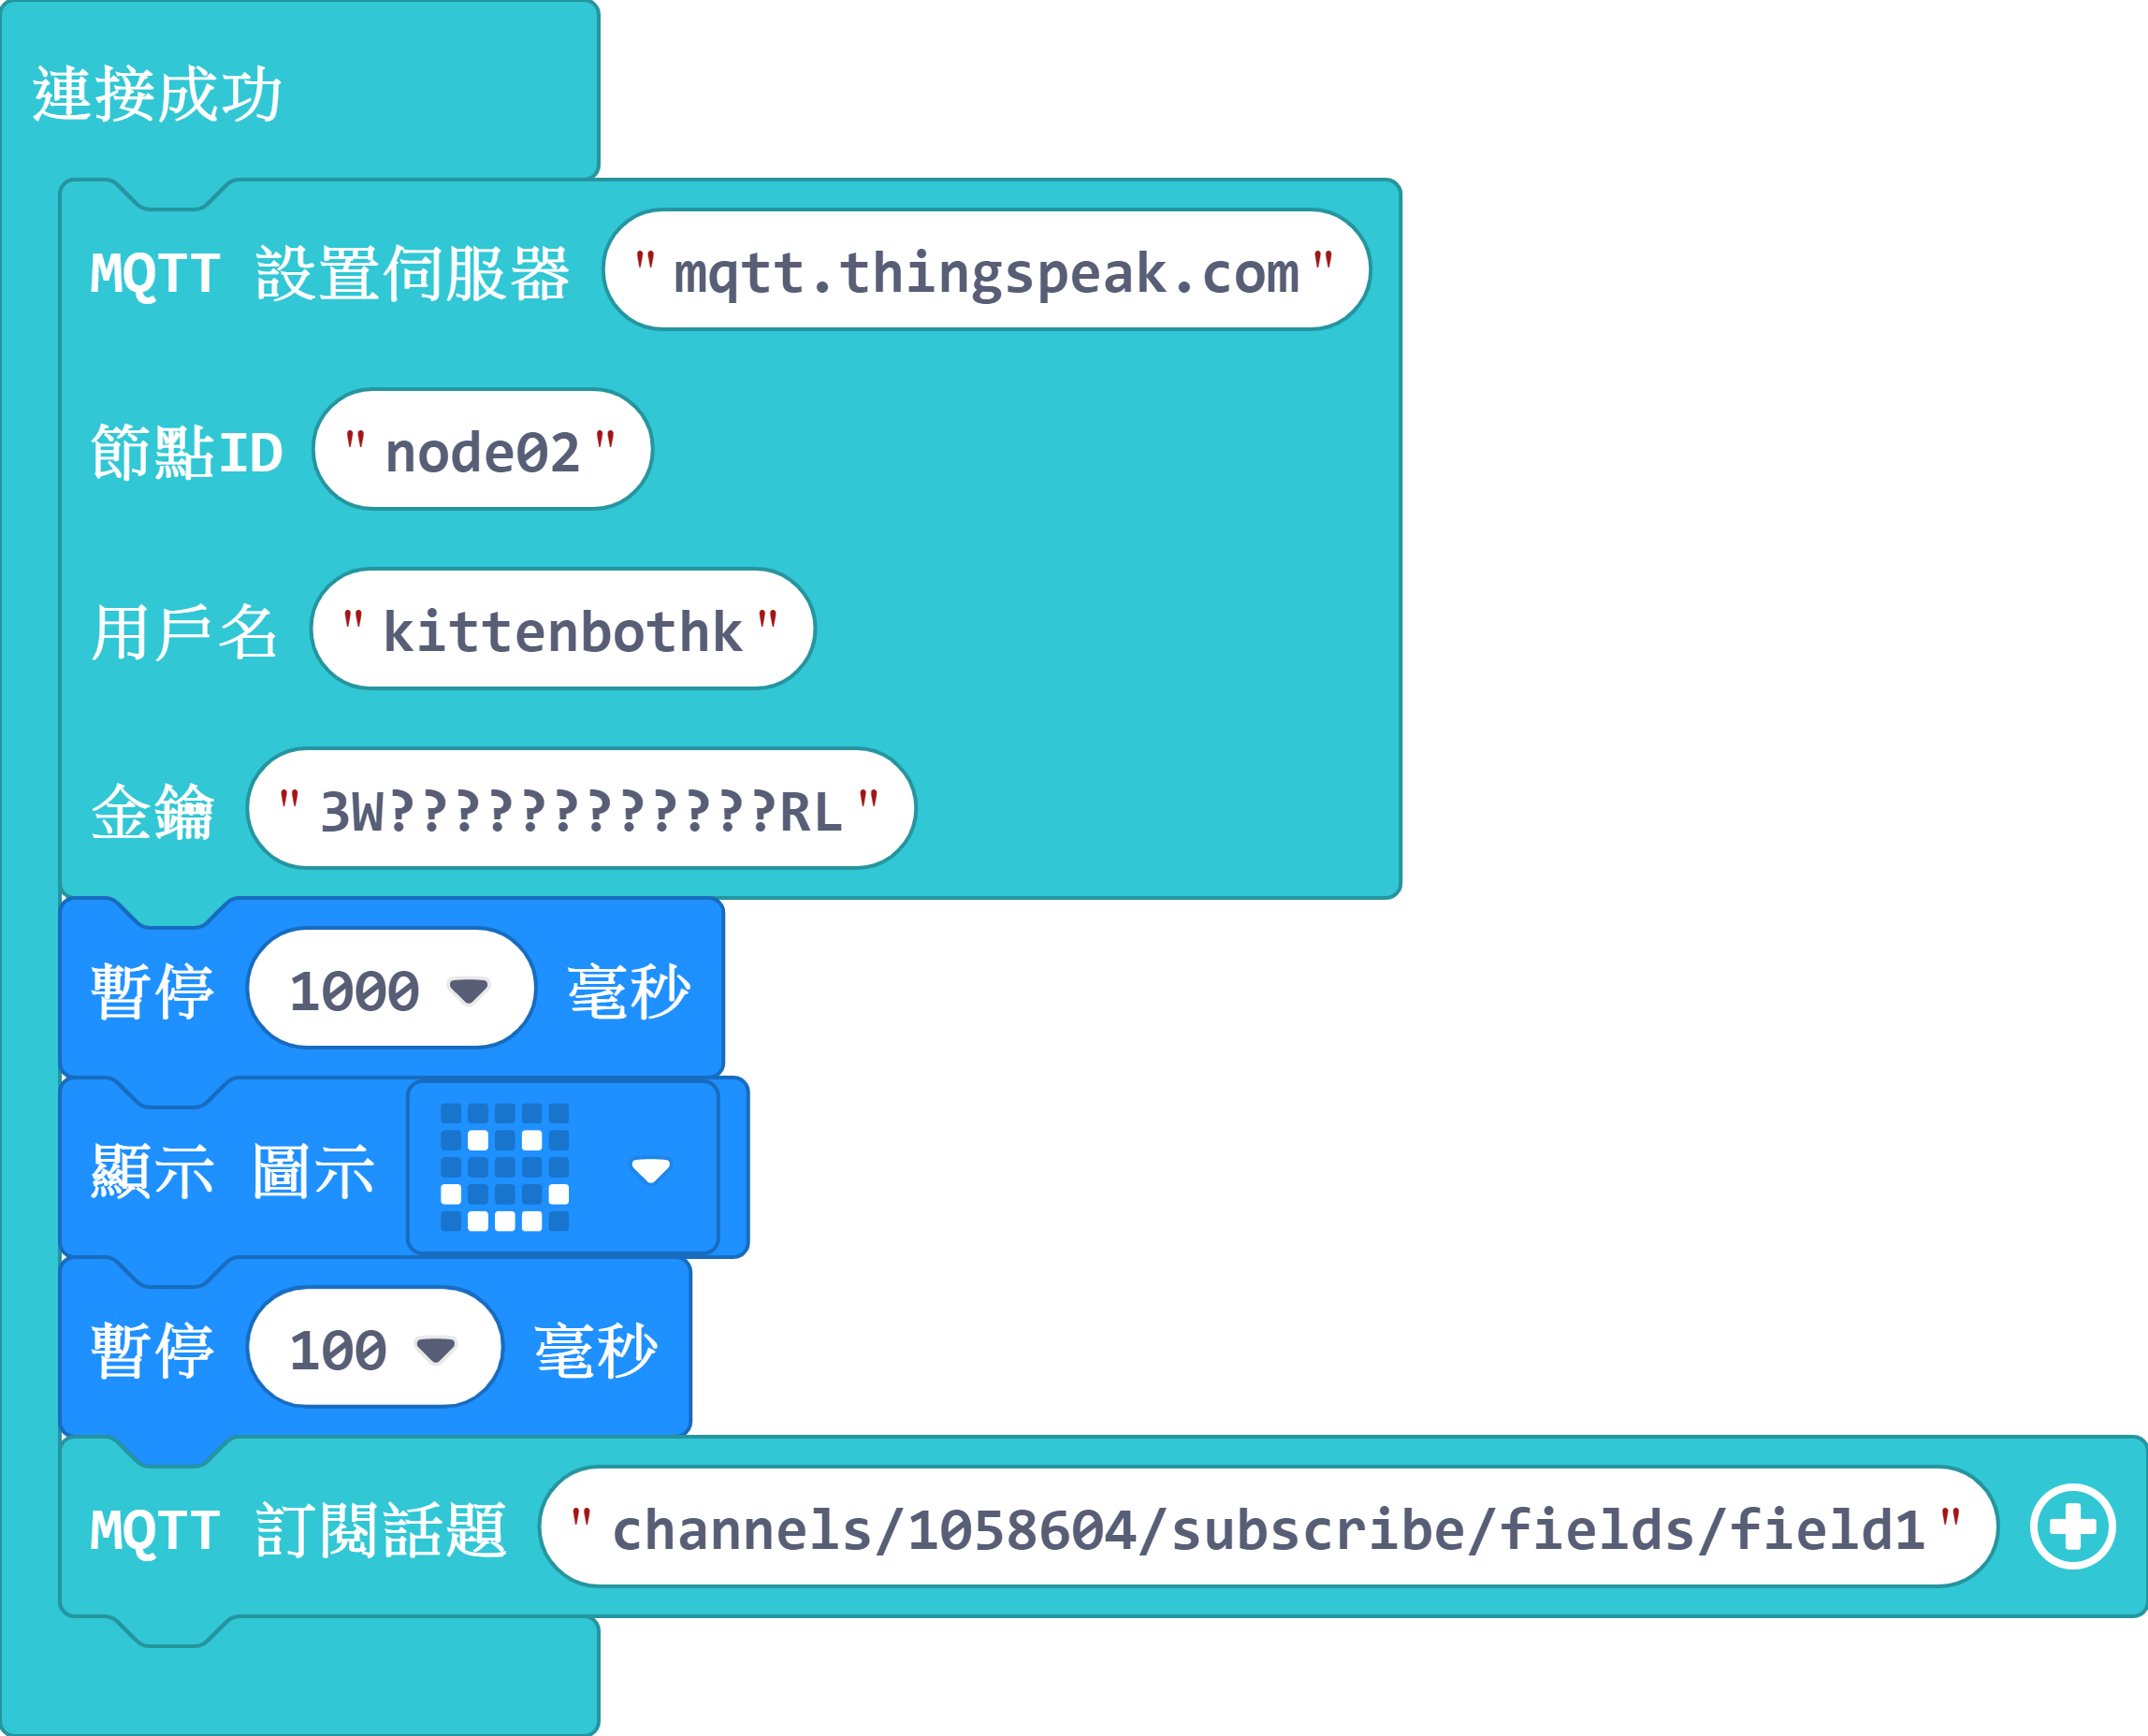 連接成功
MQTT 設置伺服器 "mqtt.thingspeak.com"
節點ID "node02"
用戶名 "kittenbothk"
金鑰 "3W????????????RL"
暫停 1000 毫秒
顯示 圖示
暫停 100 毫秒
MQTT 訂閱話題 "channels/1058604/subscribe/fields/field1"